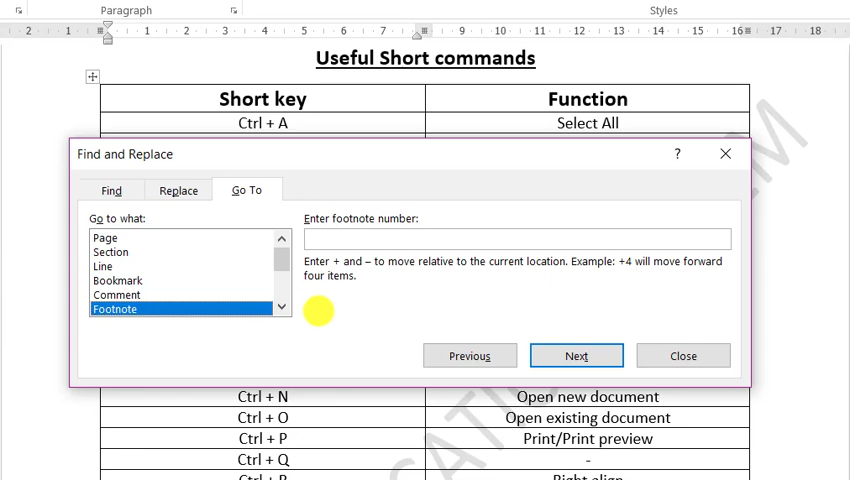 Paragraph Styles
2 1 1 2 3 4 5 6 7 8 9 10 11 12 13 14 15 16 17 18
Useful Short commands
Short key Function
Ctrl + A Select All
Find and Replace ?
Find Replace Go To
Go to what:
Page
Section
Line
Bookmark
Comment
Footnote
Enter footnote number:
Enter + and – to move relative to the current location. Example: +4 will move forward
four items.
Previous Next Close
Ctrl + N Open new document
Ctrl + O Open existing document
Ctrl + P Print/Print preview
Ctrl + Q -
Ctrl + R Right align